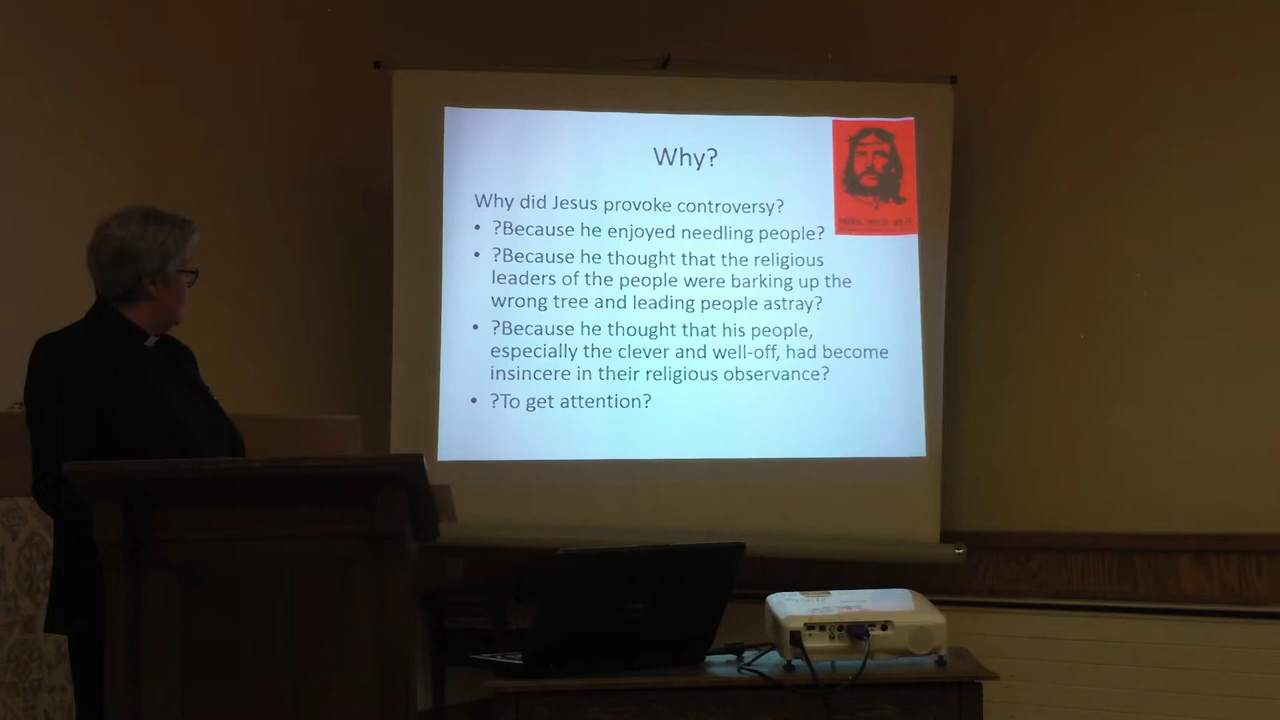 Why?
Why did Jesus provoke controversy?
• ?Because he enjoyed needling people?
• ?Because he thought that the religious
leaders of the people were barking up the
wrong tree and leading people astray?
• ?Because he thought that his people,
especially the clever and well-off, had become
insincere in their religious observance?
• ?To get attention?